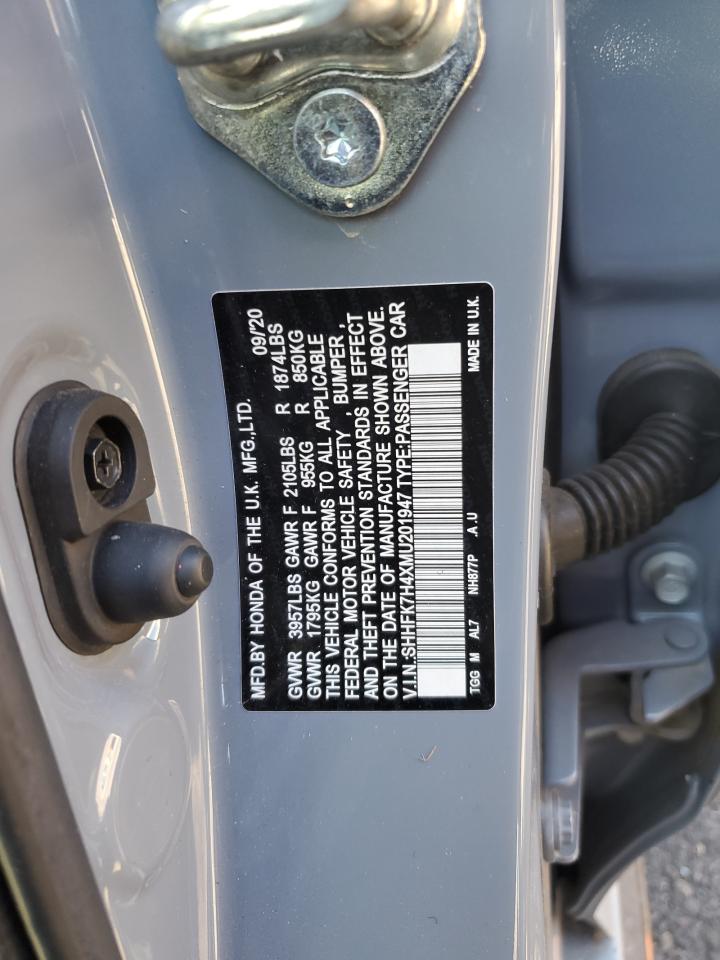 MFD.BY HONDA OF THE U.K. MFG.,LTD. 09/'20
GVWR 3957LBS GAWR F 2105LBS R 1874LBS
GVWR 1795KG GAWR F 955KG R 850KG
THIS VEHICLE CONFORMS TO ALL APPLICABLE
FEDERAL MOTOR VEHICLE SAFETY , BUMPER ,
AND THEFT PREVENTION STANDARDS IN EFFECT
ON THE DATE OF MANUFACTURE SHOWN ABOVE.
V.I.N.:SHHFK7H4XMU201947 TYPE:PASSENGER CAR
TGG M AL7 NH877P .A .U MADE IN U.K.